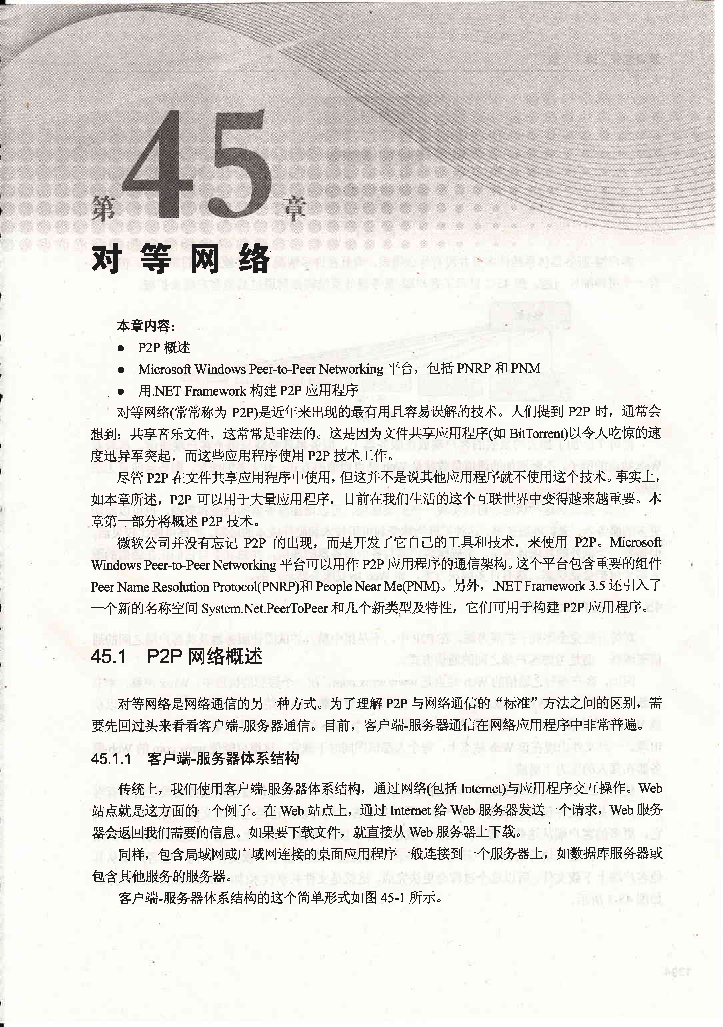 第45章
对等网络
本章内容：
● P2P 概述
● Microsoft Windows Peer-to-Peer Networking 平台，包括 PNRP 和 PNM
● 用.NET Framework 构建 P2P 应用程序
对等网络(常常称为 P2P)是近年来出现的最有用且容易误解的技术。人们提到 P2P 时，通常会
想到：共享音乐文件，这常常是非法的。这是因为文件共享应用程序(如 BitTorrent)以令人吃惊的速
度迅异军突起，而这些应用程序使用 P2P 技术工作。
尽管 P2P 在文件共享应用程序中使用，但这并不是说其他应用程序就不使用这个技术。事实上，
如本章所述，P2P 可以用于大量应用程序，目前在我们生活的这个互联世界中变得越来越重要。本
章第一部分将概述 P2P 技术。
微软公司并没有忘记 P2P 的出现，而是开发了它自己的工具和技术，来使用 P2P。Microsoft
Windows Peer-to-Peer Networking 平台可以用作 P2P 应用程序的通信架构。这个平台包含重要的组件
Peer Name Resolution Protocol(PNRP)和 People Near Me(PNM)。另外，.NET Framework 3.5 还引入了
一个新的名称空间 System.Net.PeerToPeer 和几个新类型及特性，它们可用于构建 P2P 应用程序。
45.1 P2P 网络概述
对等网络是网络通信的另一种方式。为了理解 P2P 与网络通信的“标准”方法之间的区别，需
要先回过头来看看客户端-服务器通信。目前，客户端-服务器通信在网络应用程序中非常普遍。
45.1.1 客户端-服务器体系结构
传统上，我们使用客户端-服务器体系结构，通过网络(包括 Internet)与应用程序交互操作。Web
站点就是这方面的一个例子。在 Web 站点上，通过 Internet 给 Web 服务器发送一个请求，Web 服务
器会返回我们需要的信息。如果要下载文件，就直接从 Web 服务器上下载。
同样，包含局域网或广域网连接的桌面应用程序一般连接到一个服务器上，如数据库服务器或
包含其他服务的服务器。
客户端-服务器体系结构的这个简单形式如图 45-1 所示。